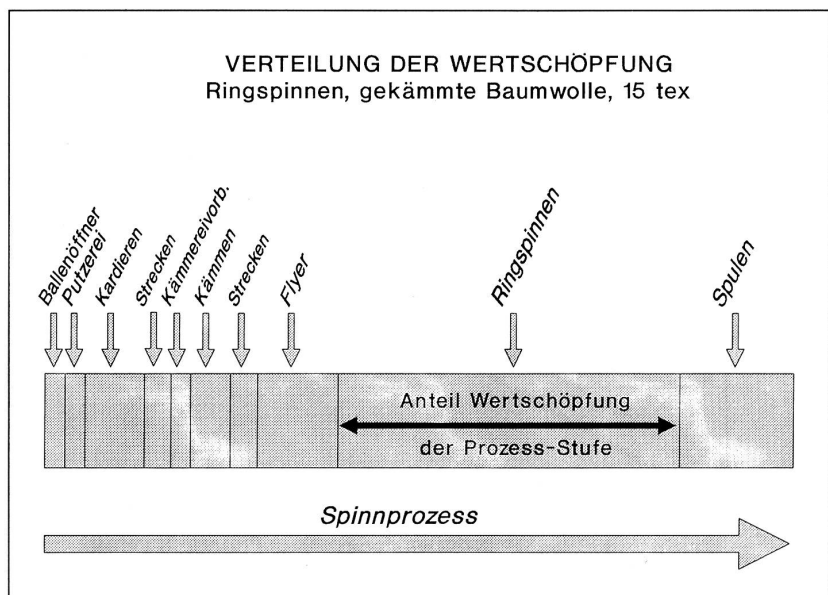 VERTEILUNG DER WERTSCHÖPFUNG
Ringspinnen, gekämmte Baumwolle, 15 tex
Ballenöffner
Putzerei
Kardieren
Strecken
Kämmereivorb.
Kämmen
Strecken
Flyer
Ringspinnen
Spulen
Anteil Wertschöpfung
der Prozess-Stufe
Spinnprozess